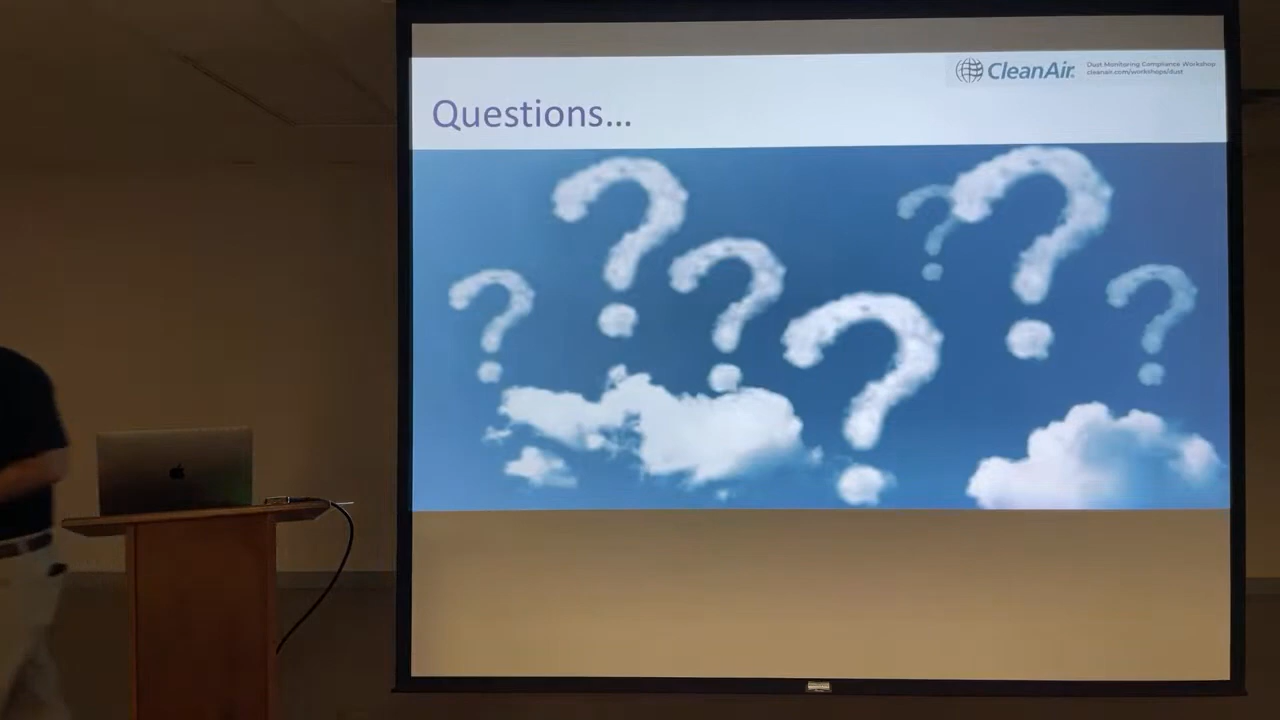 CleanAir.
Dust Monitoring Compliance Workshop
cleanair.com/workshops/dust
Questions...
? ? ? ? ? ? ?